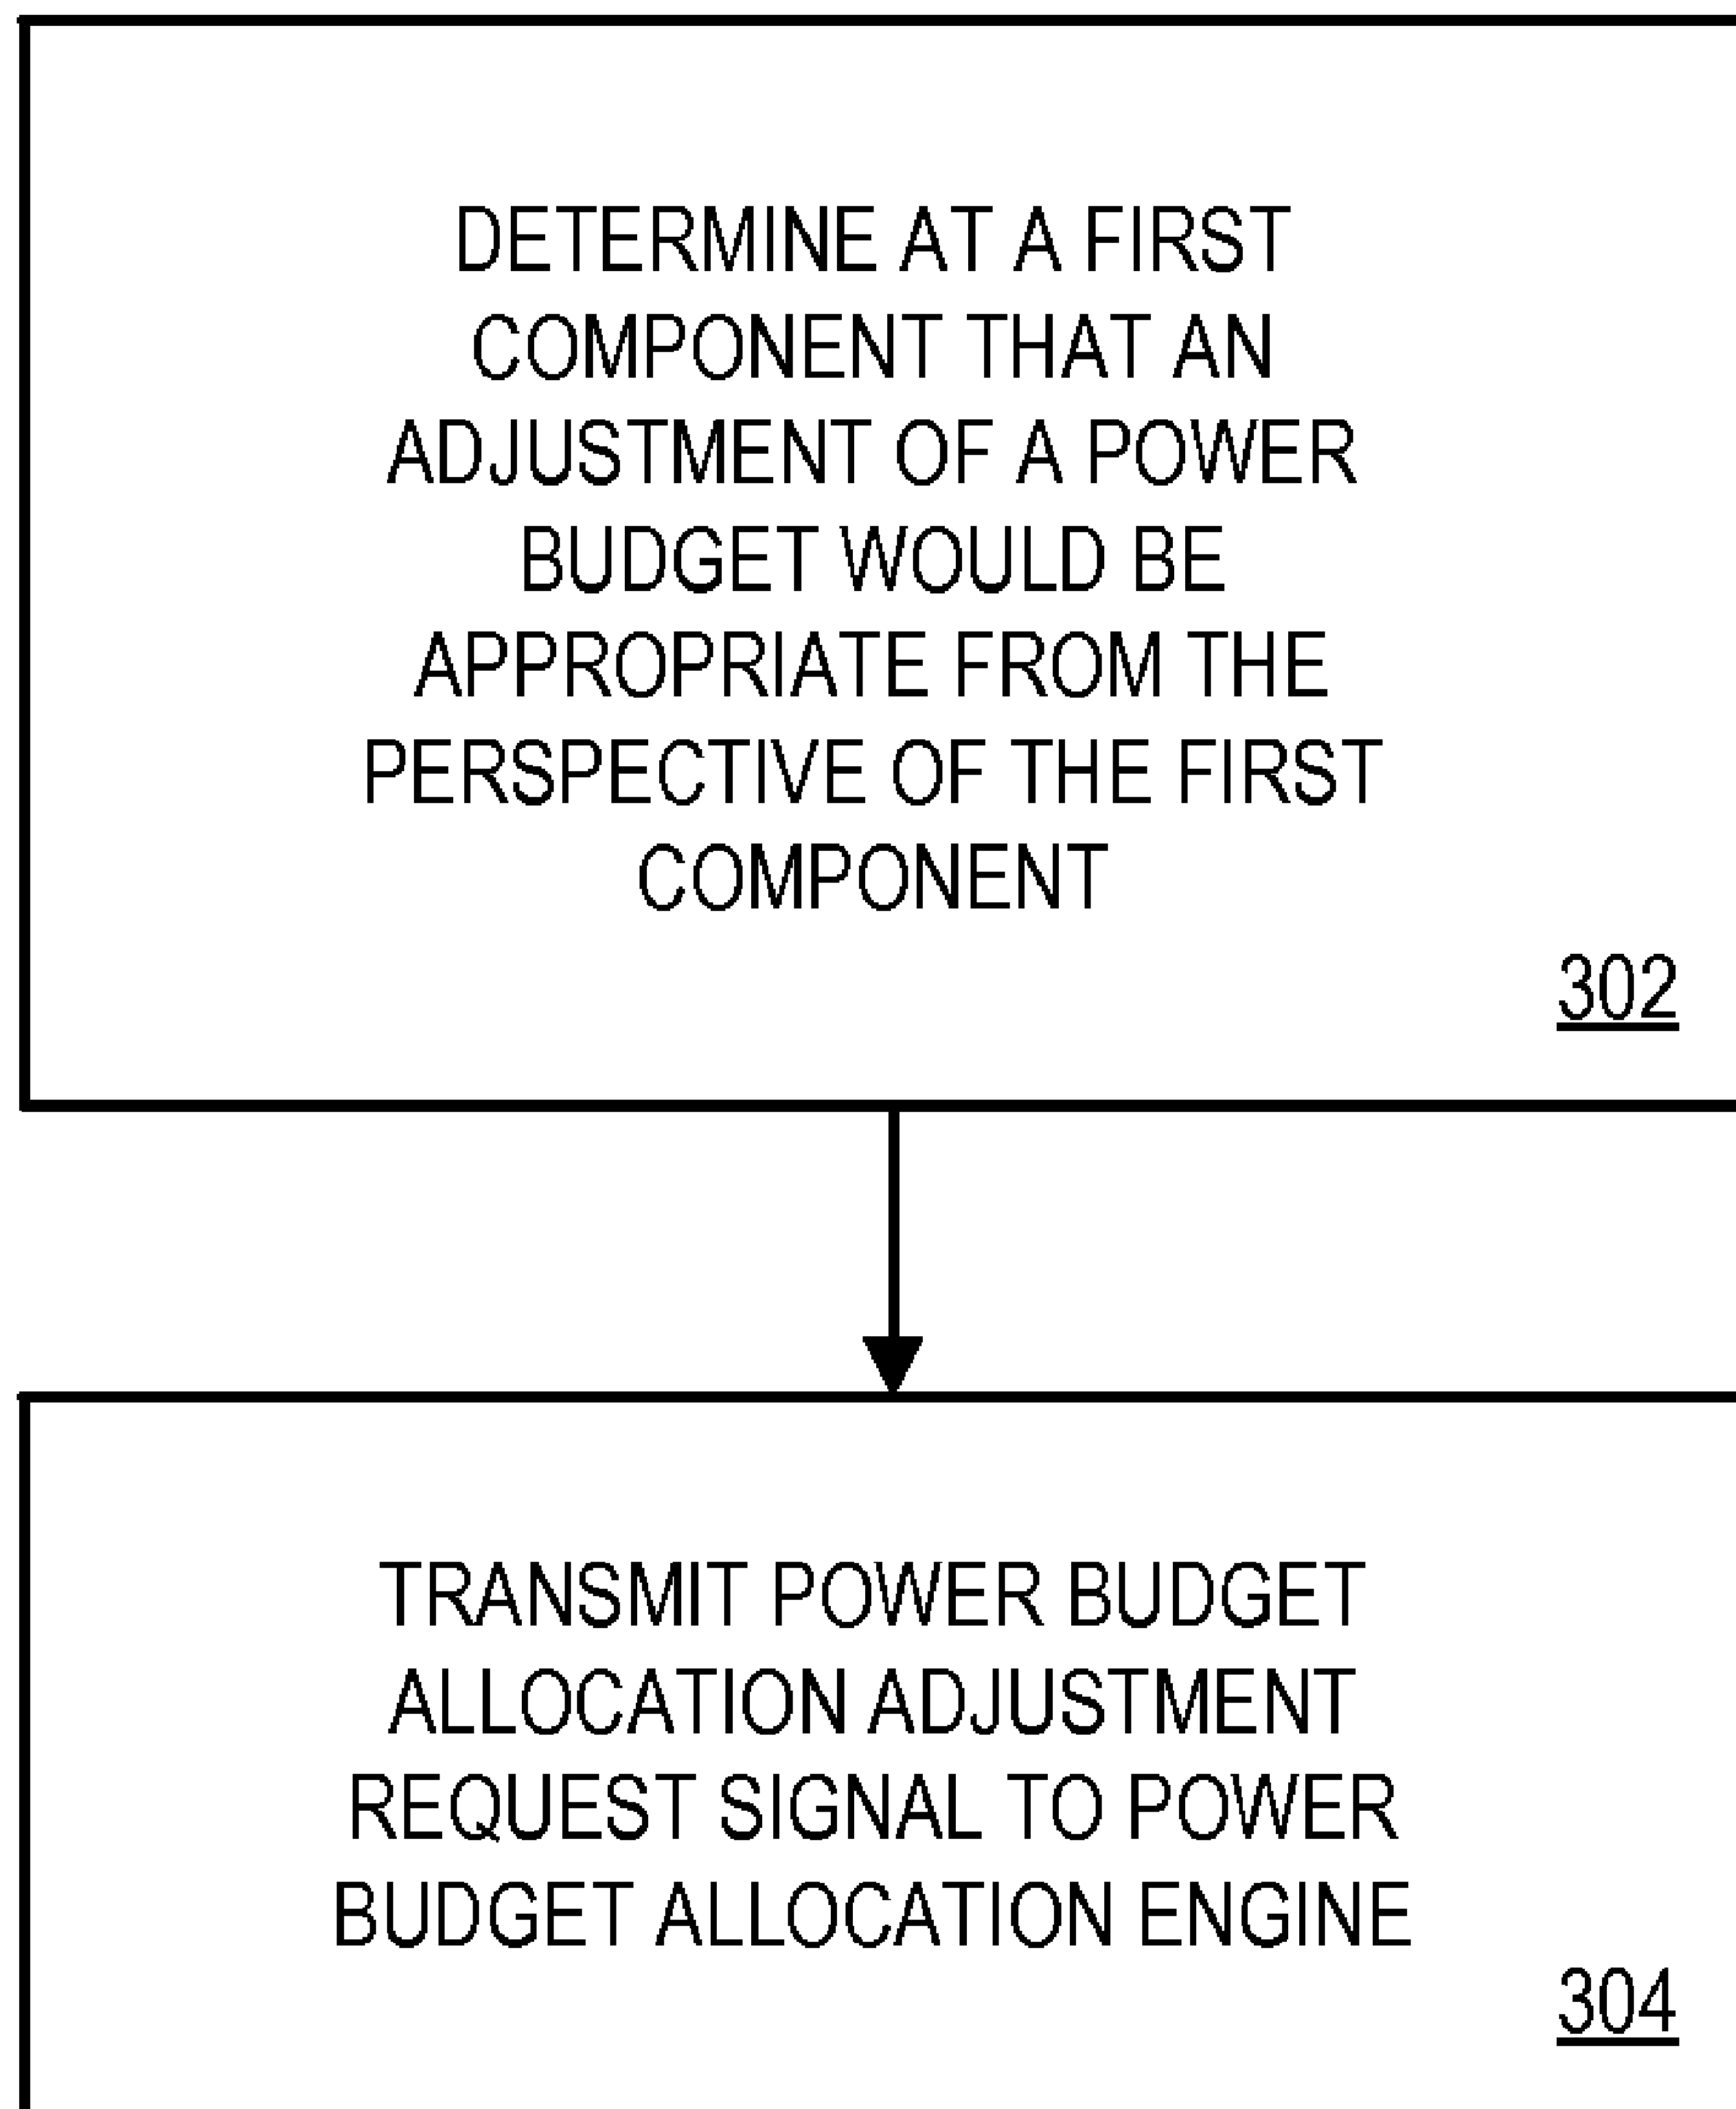 DETERMINE AT A FIRST
COMPONENT THAT AN
ADJUSTMENT OF A POWER
BUDGET WOULD BE
APPROPRIATE FROM THE
PERSPECTIVE OF THE FIRST
COMPONENT
302
TRANSMIT POWER BUDGET
ALLOCATION ADJUSTMENT
REQUEST SIGNAL TO POWER
BUDGET ALLOCATION ENGINE
304